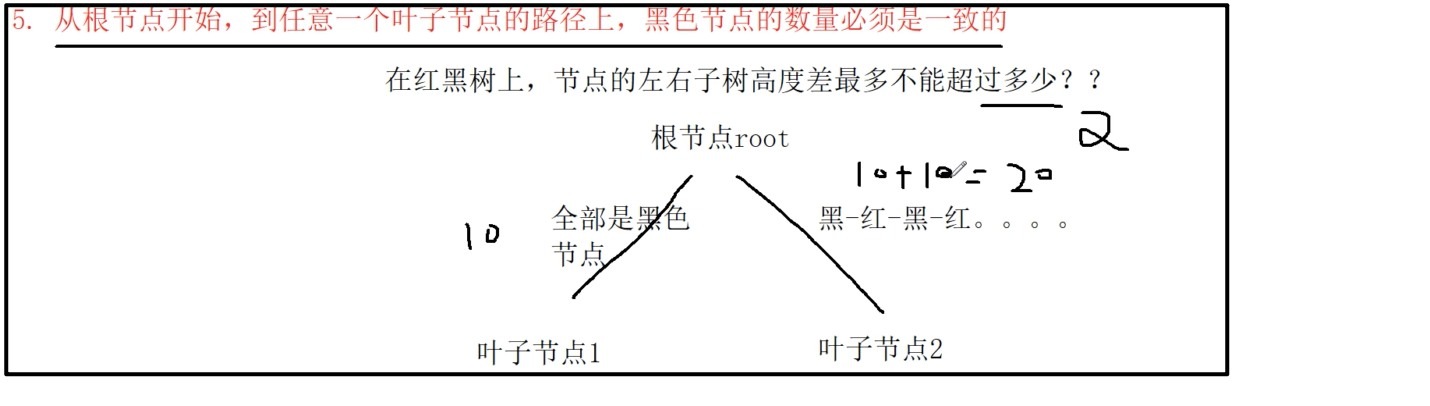 5. 从根节点开始，到任意一个叶子节点的路径上，黑色节点的数量必须是一致的
在红黑树上，节点的左右子树高度差最多不能超过多少？？
2
根节点root
10+10=20
10
全部是黑色
节点
黑-红-黑-红。。。。
叶子节点1
叶子节点2